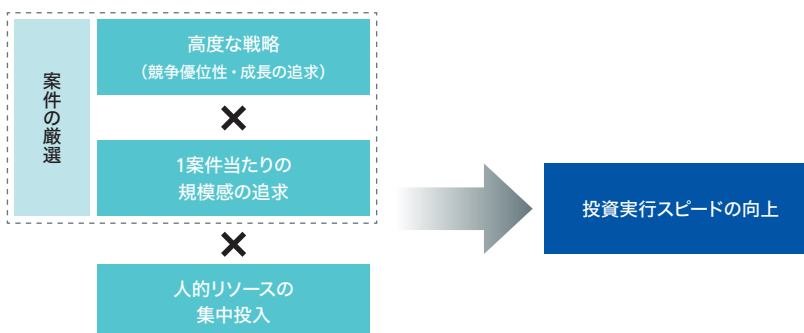 案件の厳選
高度な戦略
（競争優位性・成長の追求）
×
1案件当たりの
規模感の追求
×
人的リソースの
集中投入
投資実行スピードの向上